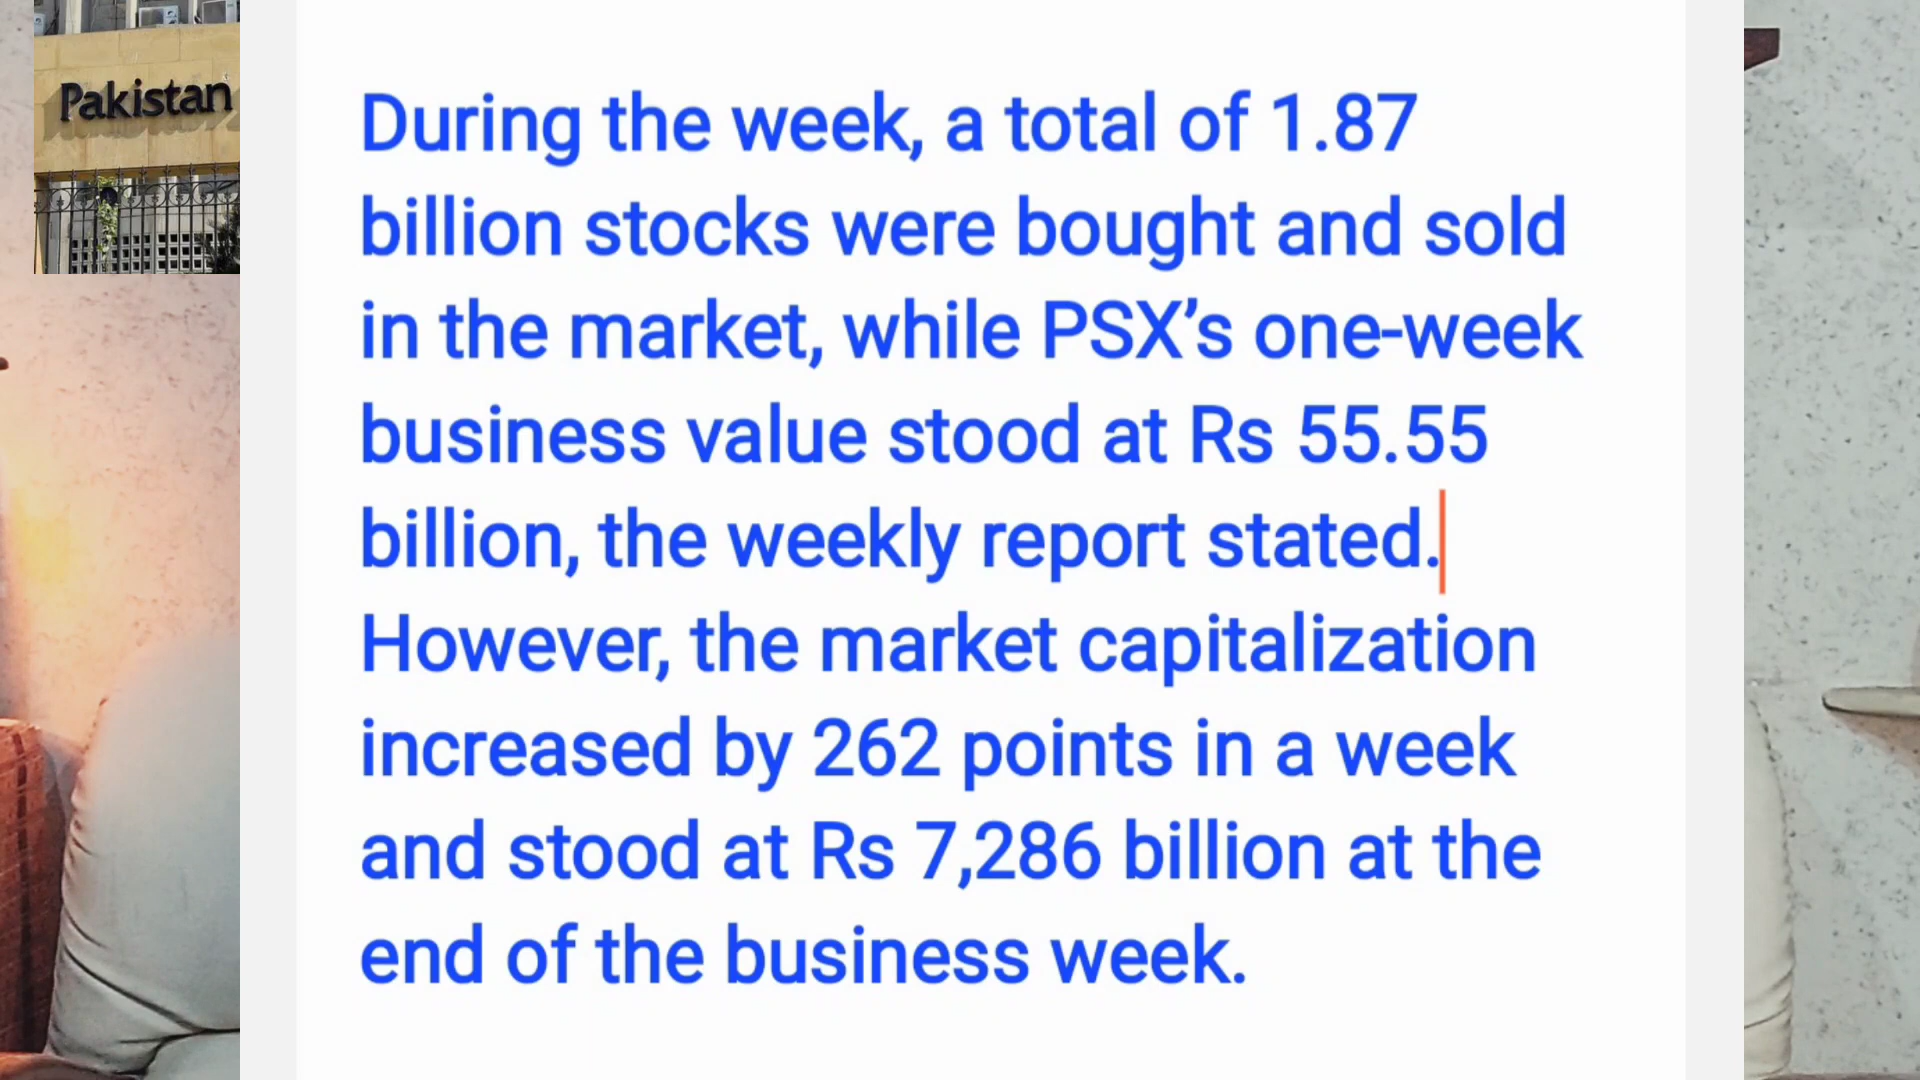 Pakistan
During the week, a total of 1.87
billion stocks were bought and sold
in the market, while PSX’s one-week
business value stood at Rs 55.55
billion, the weekly report stated.
However, the market capitalization
increased by 262 points in a week
and stood at Rs 7,286 billion at the
end of the business week.